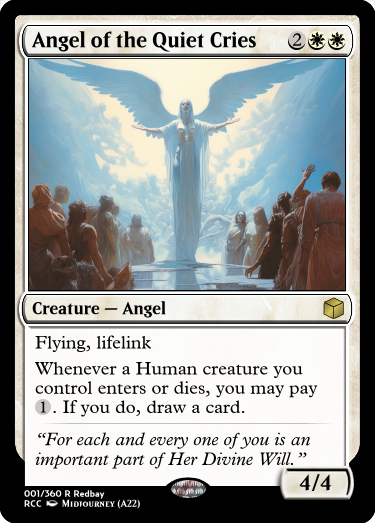 Angel of the Quiet Cries 2
Creature — Angel
Flying, lifelink
Whenever a Human creature you
control enters or dies, you may pay
1. If you do, draw a card.
“For each and every one of you is an
important part of Her Divine Will.”
4/4
001/360 R Redbay
RCC Midjourney (A22)